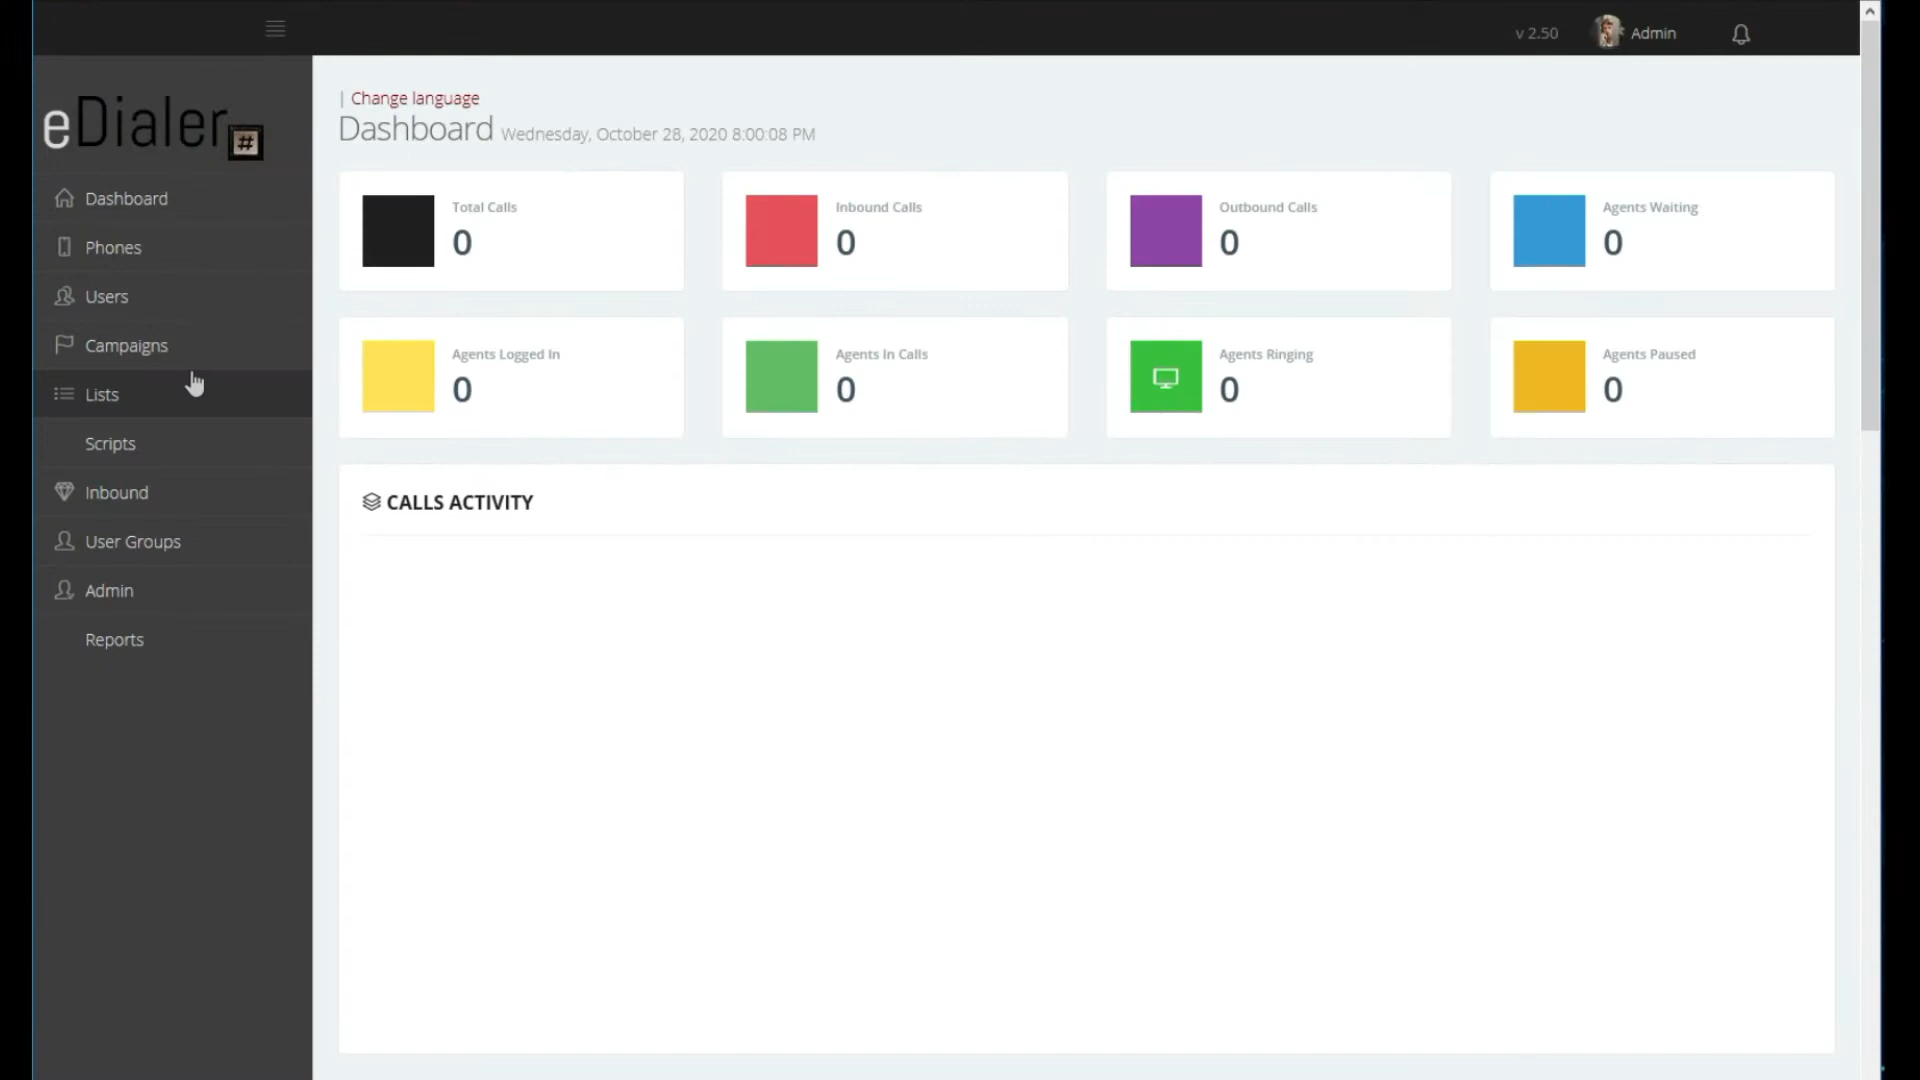 v 2.50
Admin
eDialer #
| Change language
Dashboard Wednesday, October 28, 2020 8:00:08 PM
Dashboard
Phones
Users
Campaigns
Lists
Scripts
Inbound
User Groups
Admin
Reports
Total Calls
0
Inbound Calls
0
Outbound Calls
0
Agents Waiting
0
Agents Logged In
0
Agents In Calls
0
Agents Ringing
0
Agents Paused
0
CALLS ACTIVITY